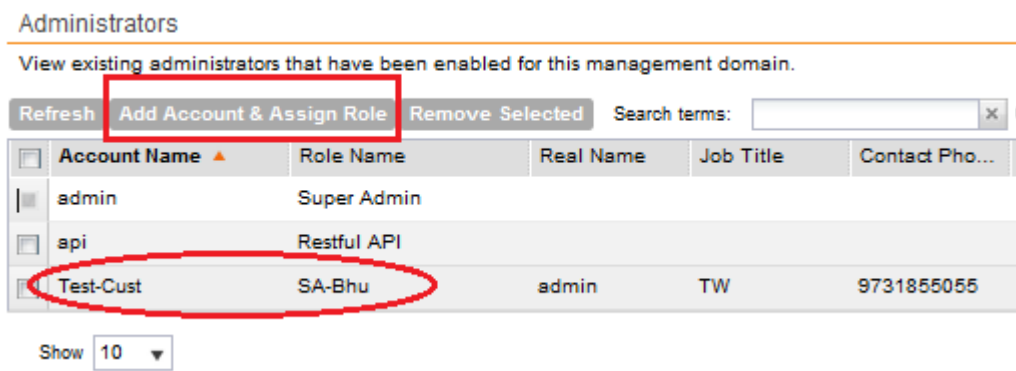 Administrators
View existing administrators that have been enabled for this management domain.
Refresh Add Account & Assign Role Remove Selected Search terms:
Account Name Role Name Real Name Job Title Contact Pho...
admin Super Admin
api Restful API
Test-Cust SA-Bhu admin TW 9731855055
Show 10